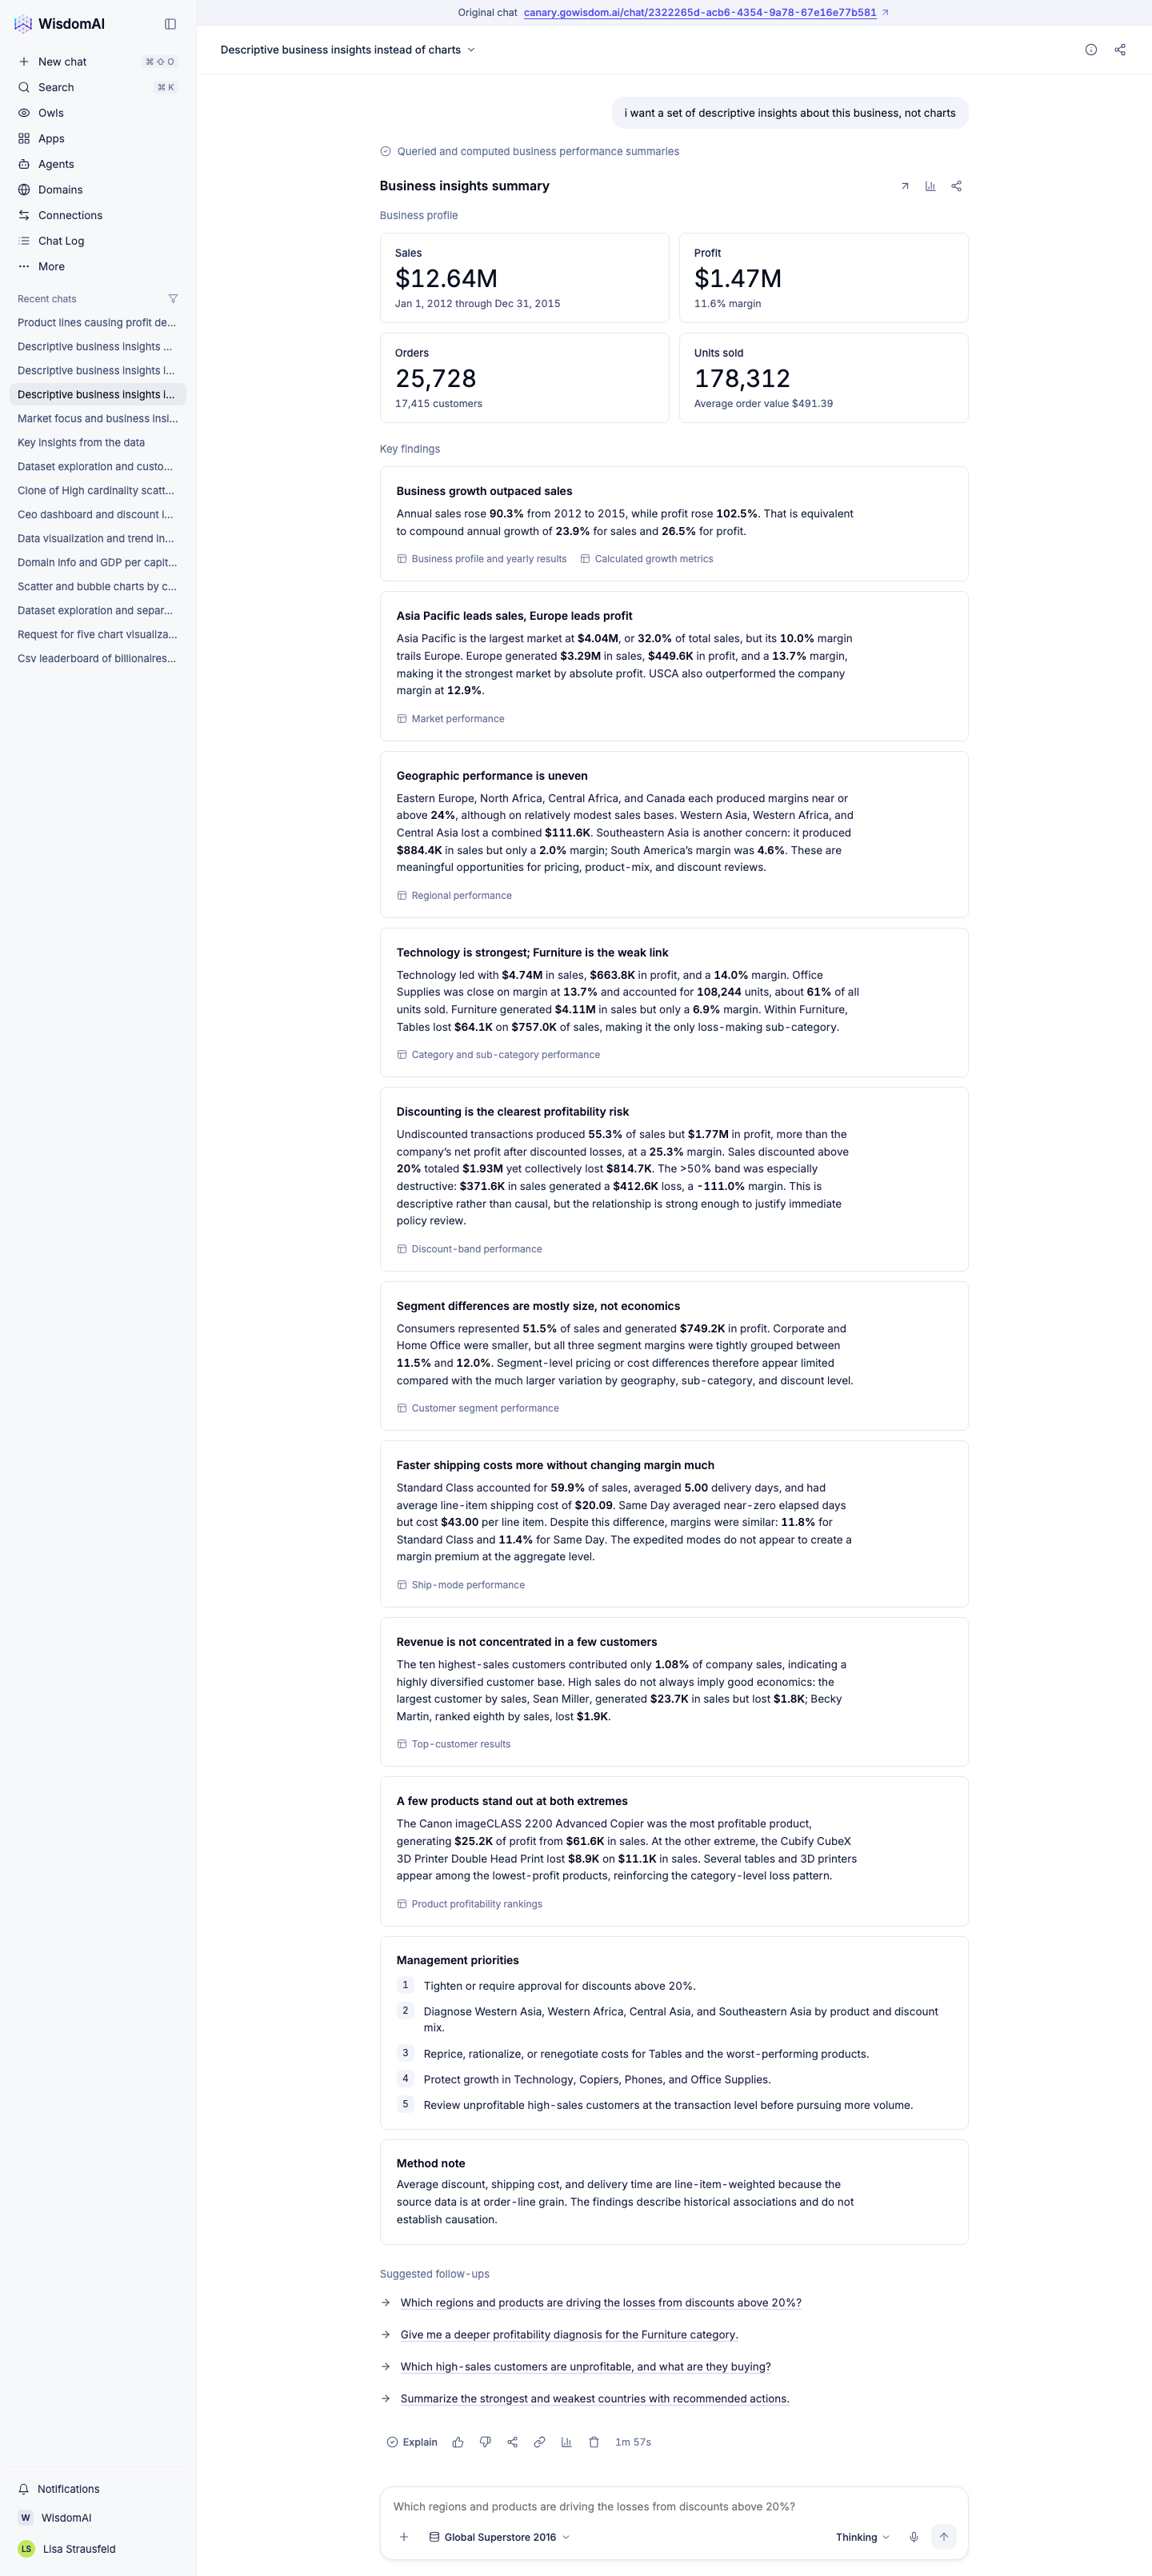 WisdomAI
New chat
⌘ ⇧ O
Search
⌘ K
Owls
Apps
Agents
Domains
Connections
Chat Log
More
Recent chats
Product lines causing profit de...
Descriptive business insights ...
Descriptive business insights i...
Descriptive business insights i...
Market focus and business insi...
Key insights from the data
Dataset exploration and custo...
Clone of High cardinality scatt...
Ceo dashboard and discount i...
Data visualization and trend in...
Domain info and GDP per capit...
Scatter and bubble charts by c...
Dataset exploration and separ...
Request for five chart visualiza...
Csv leaderboard of billionaires...
Notifications
W WisdomAI
LS Lisa Strausfeld
Original chat canary.gowisdom.ai/chat/2322265d-acb6-4354-9a78-67e16e77b581
Descriptive business insights instead of charts
i want a set of descriptive insights about this business, not charts
Queried and computed business performance summaries
Business insights summary
Business profile
Sales
$12.64M
Jan 1, 2012 through Dec 31, 2015
Profit
$1.47M
11.6% margin
Orders
25,728
17,415 customers
Units sold
178,312
Average order value $491.39
Key findings
Business growth outpaced sales
Annual sales rose 90.3% from 2012 to 2015, while profit rose 102.5%. That is equivalent
to compound annual growth of 23.9% for sales and 26.5% for profit.
Business profile and yearly results Calculated growth metrics
Asia Pacific leads sales, Europe leads profit
Asia Pacific is the largest market at $4.04M, or 32.0% of total sales, but its 10.0% margin
trails Europe. Europe generated $3.29M in sales, $449.6K in profit, and a 13.7% margin,
making it the strongest market by absolute profit. USCA also outperformed the company
margin at 12.9%.
Market performance
Geographic performance is uneven
Eastern Europe, North Africa, Central Africa, and Canada each produced margins near or
above 24%, although on relatively modest sales bases. Western Asia, Western Africa, and
Central Asia lost a combined $111.6K. Southeastern Asia is another concern: it produced
$884.4K in sales but only a 2.0% margin; South America’s margin was 4.6%. These are
meaningful opportunities for pricing, product-mix, and discount reviews.
Regional performance
Technology is strongest; Furniture is the weak link
Technology led with $4.74M in sales, $663.8K in profit, and a 14.0% margin. Office
Supplies was close on margin at 13.7% and accounted for 108,244 units, about 61% of all
units sold. Furniture generated $4.11M in sales but only a 6.9% margin. Within Furniture,
Tables lost $64.1K on $757.0K of sales, making it the only loss-making sub-category.
Category and sub-category performance
Discounting is the clearest profitability risk
Undiscounted transactions produced 55.3% of sales but $1.77M in profit, more than the
company’s net profit after discounted losses, at a 25.3% margin. Sales discounted above
20% totaled $1.93M yet collectively lost $814.7K. The >50% band was especially
destructive: $371.6K in sales generated a $412.6K loss, a -111.0% margin. This is
descriptive rather than causal, but the relationship is strong enough to justify immediate
policy review.
Discount-band performance
Segment differences are mostly size, not economics
Consumers represented 51.5% of sales and generated $749.2K in profit. Corporate and
Home Office were smaller, but all three segment margins were tightly grouped between
11.5% and 12.0%. Segment-level pricing or cost differences therefore appear limited
compared with the much larger variation by geography, sub-category, and discount level.
Customer segment performance
Faster shipping costs more without changing margin much
Standard Class accounted for 59.9% of sales, averaged 5.00 delivery days, and had
average line-item shipping cost of $20.09. Same Day averaged near-zero elapsed days
but cost $43.00 per line item. Despite this difference, margins were similar: 11.8% for
Standard Class and 11.4% for Same Day. The expedited modes do not appear to create a
margin premium at the aggregate level.
Ship-mode performance
Revenue is not concentrated in a few customers
The ten highest-sales customers contributed only 1.08% of company sales, indicating a
highly diversified customer base. High sales do not always imply good economics: the
largest customer by sales, Sean Miller, generated $23.7K in sales but lost $1.8K; Becky
Martin, ranked eighth by sales, lost $1.9K.
Top-customer results
A few products stand out at both extremes
The Canon imageCLASS 2200 Advanced Copier was the most profitable product,
generating $25.2K of profit from $61.6K in sales. At the other extreme, the Cubify CubeX
3D Printer Double Head Print lost $8.9K on $11.1K in sales. Several tables and 3D printers
appear among the lowest-profit products, reinforcing the category-level loss pattern.
Product profitability rankings
Management priorities
1 Tighten or require approval for discounts above 20%.
2 Diagnose Western Asia, Western Africa, Central Asia, and Southeastern Asia by product and discount
mix.
3 Reprice, rationalize, or renegotiate costs for Tables and the worst-performing products.
4 Protect growth in Technology, Copiers, Phones, and Office Supplies.
5 Review unprofitable high-sales customers at the transaction level before pursuing more volume.
Method note
Average discount, shipping cost, and delivery time are line-item-weighted because the
source data is at order-line grain. The findings describe historical associations and do not
establish causation.
Suggested follow-ups
Which regions and products are driving the losses from discounts above 20%?
Give me a deeper profitability diagnosis for the Furniture category.
Which high-sales customers are unprofitable, and what are they buying?
Summarize the strongest and weakest countries with recommended actions.
Explain 1m 57s
Which regions and products are driving the losses from discounts above 20%?
Global Superstore 2016
Thinking